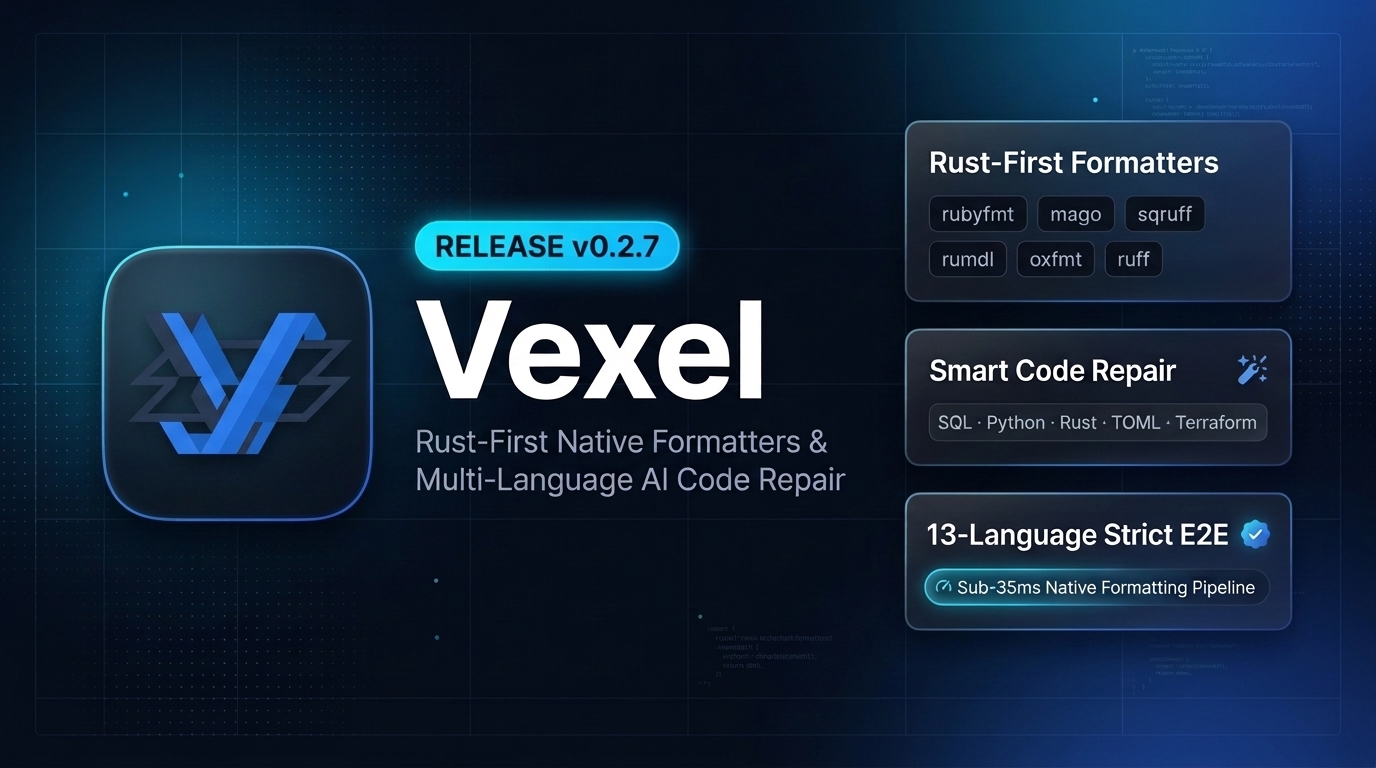 RELEASE v0.2.7
Vexel
Rust-First Native Formatters &
Multi-Language AI Code Repair
Rust-First Formatters
rubyfmt mago sqruff
rumdl oxfmt ruff
Smart Code Repair
SQL · Python · Rust · TOML · Terraform
13-Language Strict E2E
Sub-35ms Native Formatting Pipeline